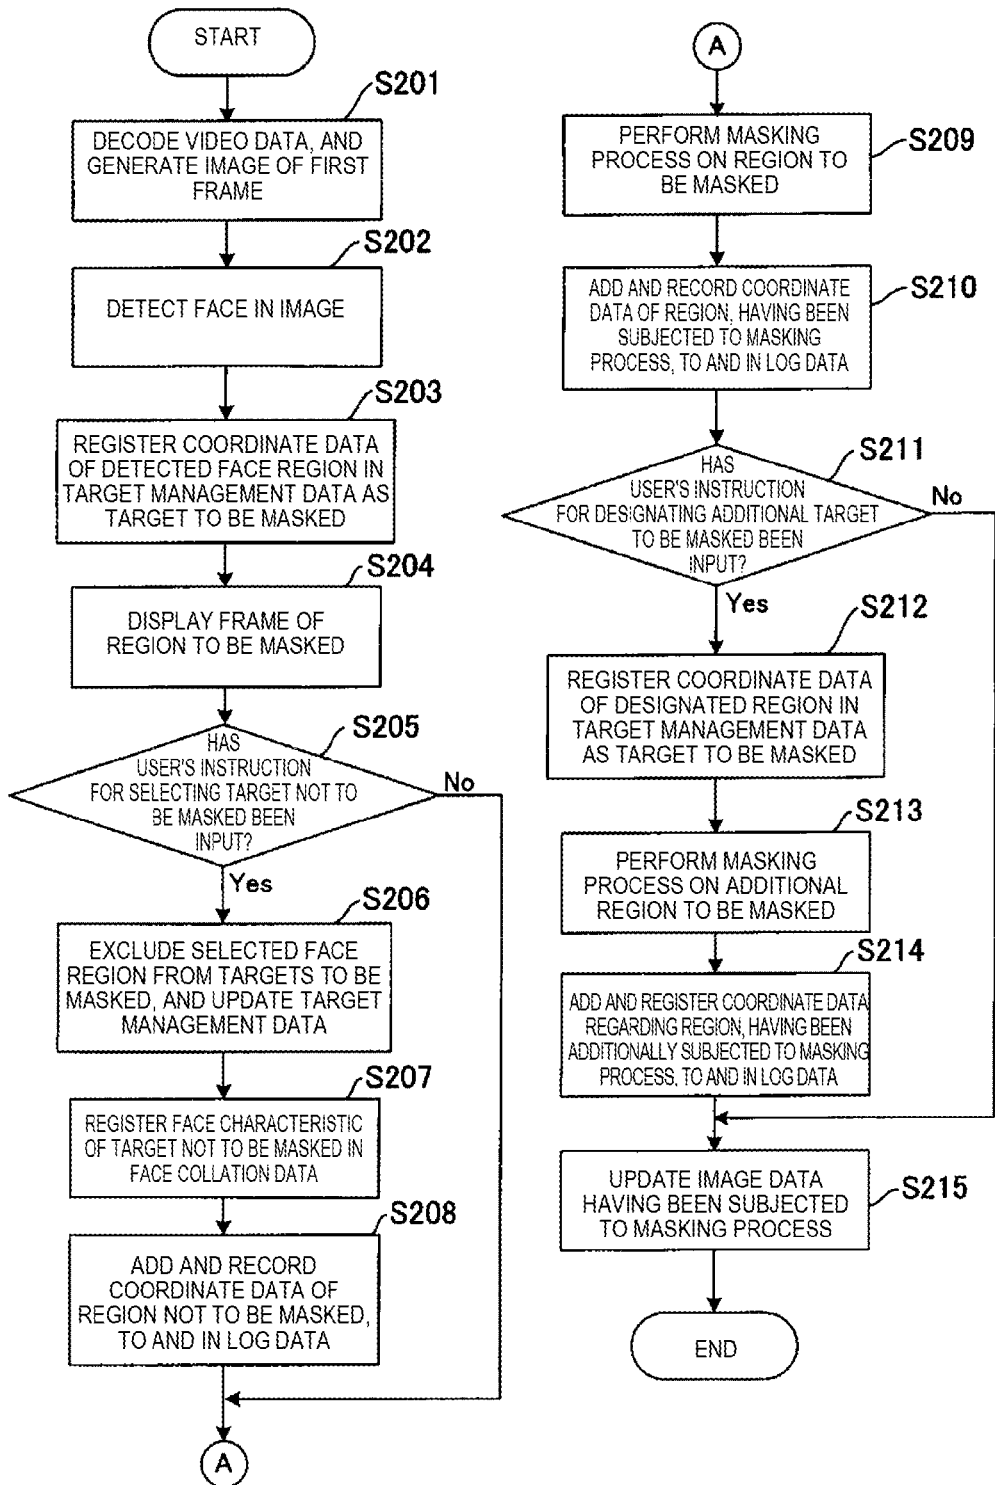 START
S201
DECODE VIDEO DATA, AND
GENERATE IMAGE OF FIRST
FRAME
S202
DETECT FACE IN IMAGE
S203
REGISTER COORDINATE DATA
OF DETECTED FACE REGION IN
TARGET MANAGEMENT DATA AS
TARGET TO BE MASKED
S204
DISPLAY FRAME OF
REGION TO BE MASKED
S205
HAS
USER'S INSTRUCTION
FOR SELECTING TARGET NOT TO
BE MASKED BEEN
INPUT?
No
Yes
S206
EXCLUDE SELECTED FACE
REGION FROM TARGETS TO BE
MASKED, AND UPDATE TARGET
MANAGEMENT DATA
S207
REGISTER FACE CHARACTERISTIC
OF TARGET NOT TO BE MASKED IN
FACE COLLATION DATA
S208
ADD AND RECORD
COORDINATE DATA OF
REGION NOT TO BE MASKED,
TO AND IN LOG DATA
A
A
S209
PERFORM MASKING
PROCESS ON REGION TO
BE MASKED
S210
ADD AND RECORD COORDINATE
DATA OF REGION, HAVING BEEN
SUBJECTED TO MASKING
PROCESS, TO AND IN LOG DATA
S211
HAS
USER'S INSTRUCTION
FOR DESIGNATING ADDITIONAL TARGET
TO BE MASKED BEEN
INPUT?
No
Yes
S212
REGISTER COORDINATE DATA
OF DESIGNATED REGION IN
TARGET MANAGEMENT DATA
AS TARGET TO BE MASKED
S213
PERFORM MASKING
PROCESS ON ADDITIONAL
REGION TO BE MASKED
S214
ADD AND REGISTER COORDINATE DATA
REGARDING REGION, HAVING BEEN
ADDITIONALLY SUBJECTED TO MASKING
PROCESS, TO AND IN LOG DATA
S215
UPDATE IMAGE DATA
HAVING BEEN SUBJECTED
TO MASKING PROCESS
END